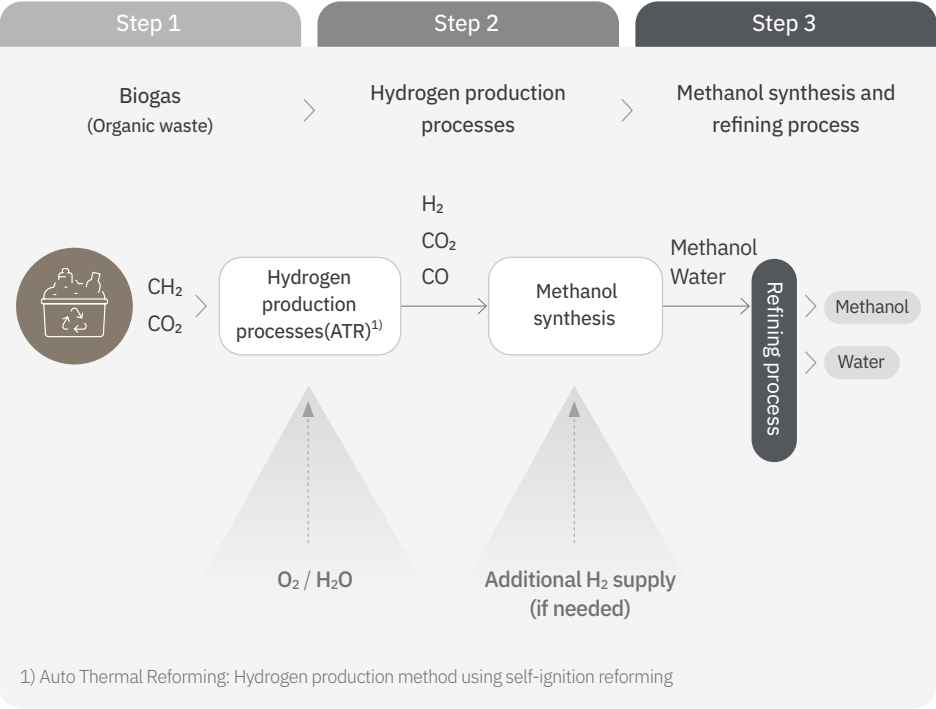 Step 1
Step 2
Step 3
Biogas
(Organic waste)
Hydrogen production
processes
Methanol synthesis and
refining process
CH₂
CO₂
Hydrogen
production
processes(ATR)¹⁾
H₂
CO₂
CO
Methanol
synthesis
Methanol
Water
Refining process
Methanol
Water
O₂ / H₂O
Additional H₂ supply
(if needed)
1) Auto Thermal Reforming: Hydrogen production method using self-ignition reforming